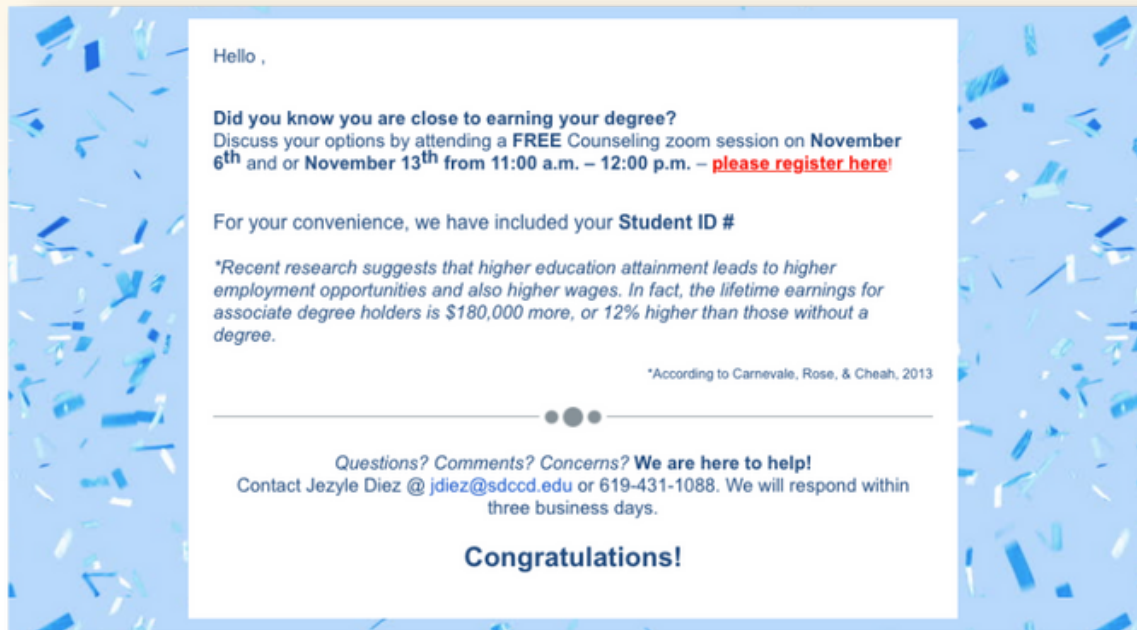 Hello ,
Did you know you are close to earning your degree?
Discuss your options by attending a FREE Counseling zoom session on November
6th and or November 13th from 11:00 a.m. – 12:00 p.m. – please register here!
For your convenience, we have included your Student ID #
*Recent research suggests that higher education attainment leads to higher
employment opportunities and also higher wages. In fact, the lifetime earnings for
associate degree holders is $180,000 more, or 12% higher than those without a
degree.
*According to Carnevale, Rose, & Cheah, 2013
Questions? Comments? Concerns? We are here to help!
Contact Jezyle Diez @ jdiez@sdccd.edu or 619-431-1088. We will respond within
three business days.
Congratulations!